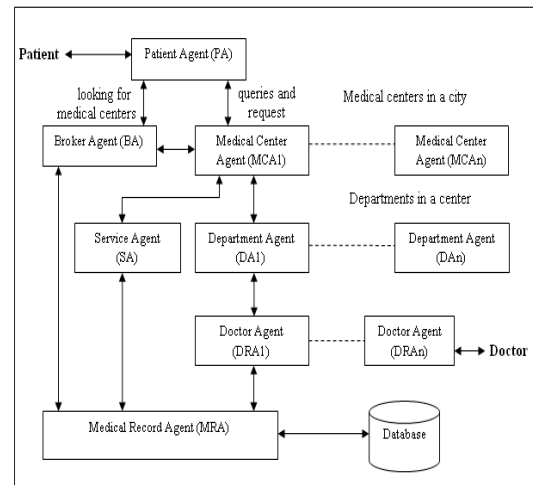 Patient
Patient Agent (PA)
looking for
medical centers
queries and
request
Medical centers in a city
Broker Agent (BA)
Medical Center
Agent (MCA1)
Medical Center
Agent (MCAn)
Departments in a center
Service Agent
(SA)
Department Agent
(DA1)
Department Agent
(DAn)
Doctor Agent
(DRA1)
Doctor Agent
(DRAn)
Doctor
Medical Record Agent (MRA)
Database